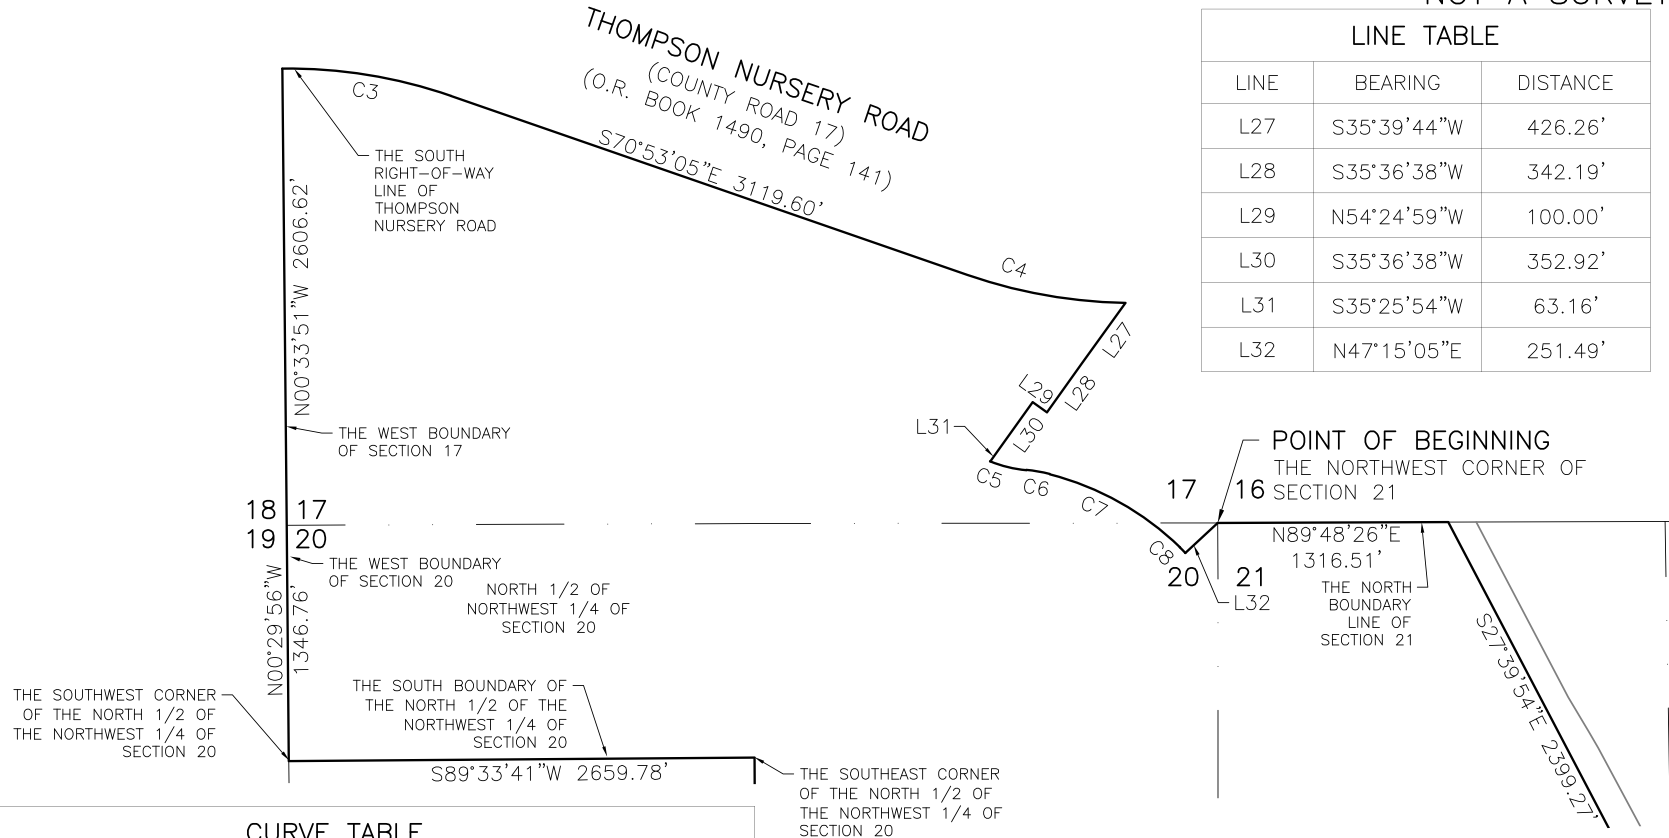 NOT A SURVEY
LINE TABLE
LINE BEARING DISTANCE
L27 S35°39'44"W 426.26'
L28 S35°36'38"W 342.19'
L29 N54°24'59"W 100.00'
L30 S35°36'38"W 352.92'
L31 S35°25'54"W 63.16'
L32 N47°15'05"E 251.49'
THOMPSON NURSERY ROAD
(COUNTY ROAD 17)
(O.R. BOOK 1490, PAGE 141)
C3
S70°53'05"E 3119.60'
THE SOUTH
RIGHT-OF-WAY
LINE OF
THOMPSON
NURSERY ROAD
N00°33'51"W 2606.62'
C4
L27
L28
L29
L30
L31
THE WEST BOUNDARY
OF SECTION 17
C5
C6
C7
C8
POINT OF BEGINNING
THE NORTHWEST CORNER OF
SECTION 21
17 16
20 21
L32
N89°48'26"E
1316.51'
THE NORTH
BOUNDARY
LINE OF
SECTION 21
S27°39'54"E 2399.27'
18 17
19 20
THE WEST BOUNDARY
OF SECTION 20
N00°29'56"W
1346.76'
NORTH 1/2 OF
NORTHWEST 1/4 OF
SECTION 20
THE SOUTHWEST CORNER
OF THE NORTH 1/2 OF
THE NORTHWEST 1/4 OF
SECTION 20
THE SOUTH BOUNDARY OF
THE NORTH 1/2 OF THE
NORTHWEST 1/4 OF
SECTION 20
S89°33'41"W 2659.78'
THE SOUTHEAST CORNER
OF THE NORTH 1/2 OF
THE NORTHWEST 1/4 OF
SECTION 20
CURVE TABLE